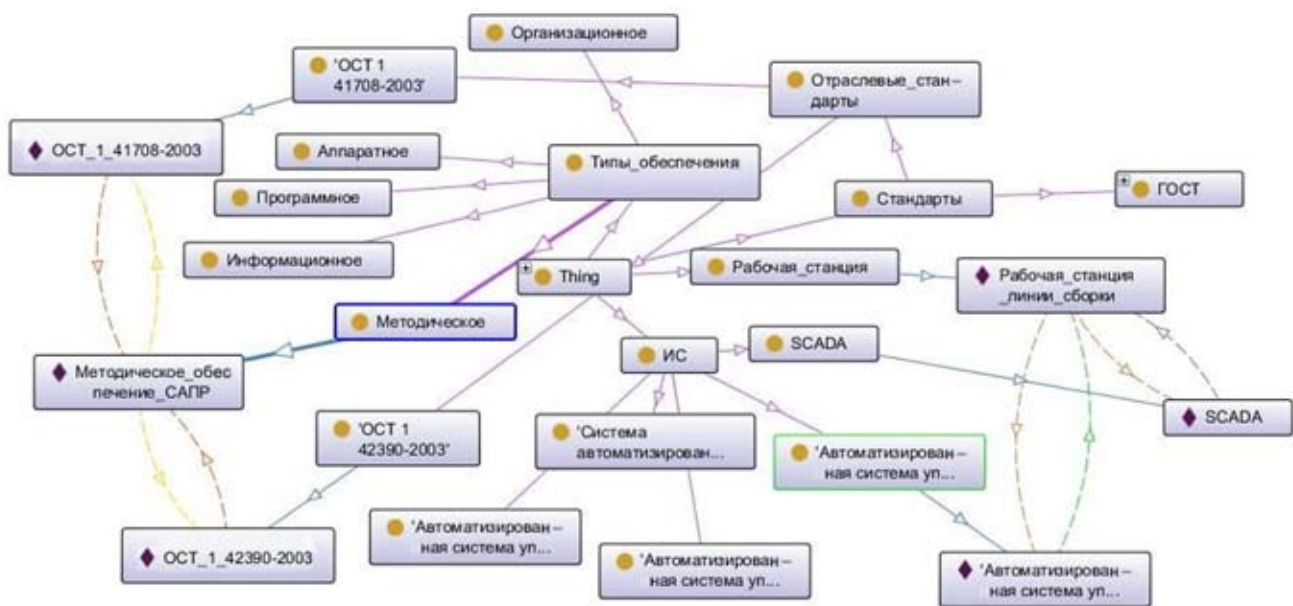 Организационное
'ОСТ 1
41708-2003'
Отраслевые_стан-
дарты
ОСТ_1_41708-2003
Аппаратное
Типы_обеспечения
Программное
Стандарты
ГОСТ
Информационное
Thing
Рабочая_станция
Рабочая_станция
_линии_сборки
Методическое
ИС
SCADA
Методическое_обес
печение_САПР
SCADA
'ОСТ 1
42390-2003'
'Система
автоматизирован...
'Автоматизирован-
ная система уп...
'Автоматизирован-
ная система уп...
ОСТ_1_42390-2003
'Автоматизирован-
ная система уп...
'Автоматизирован-
ная система уп...